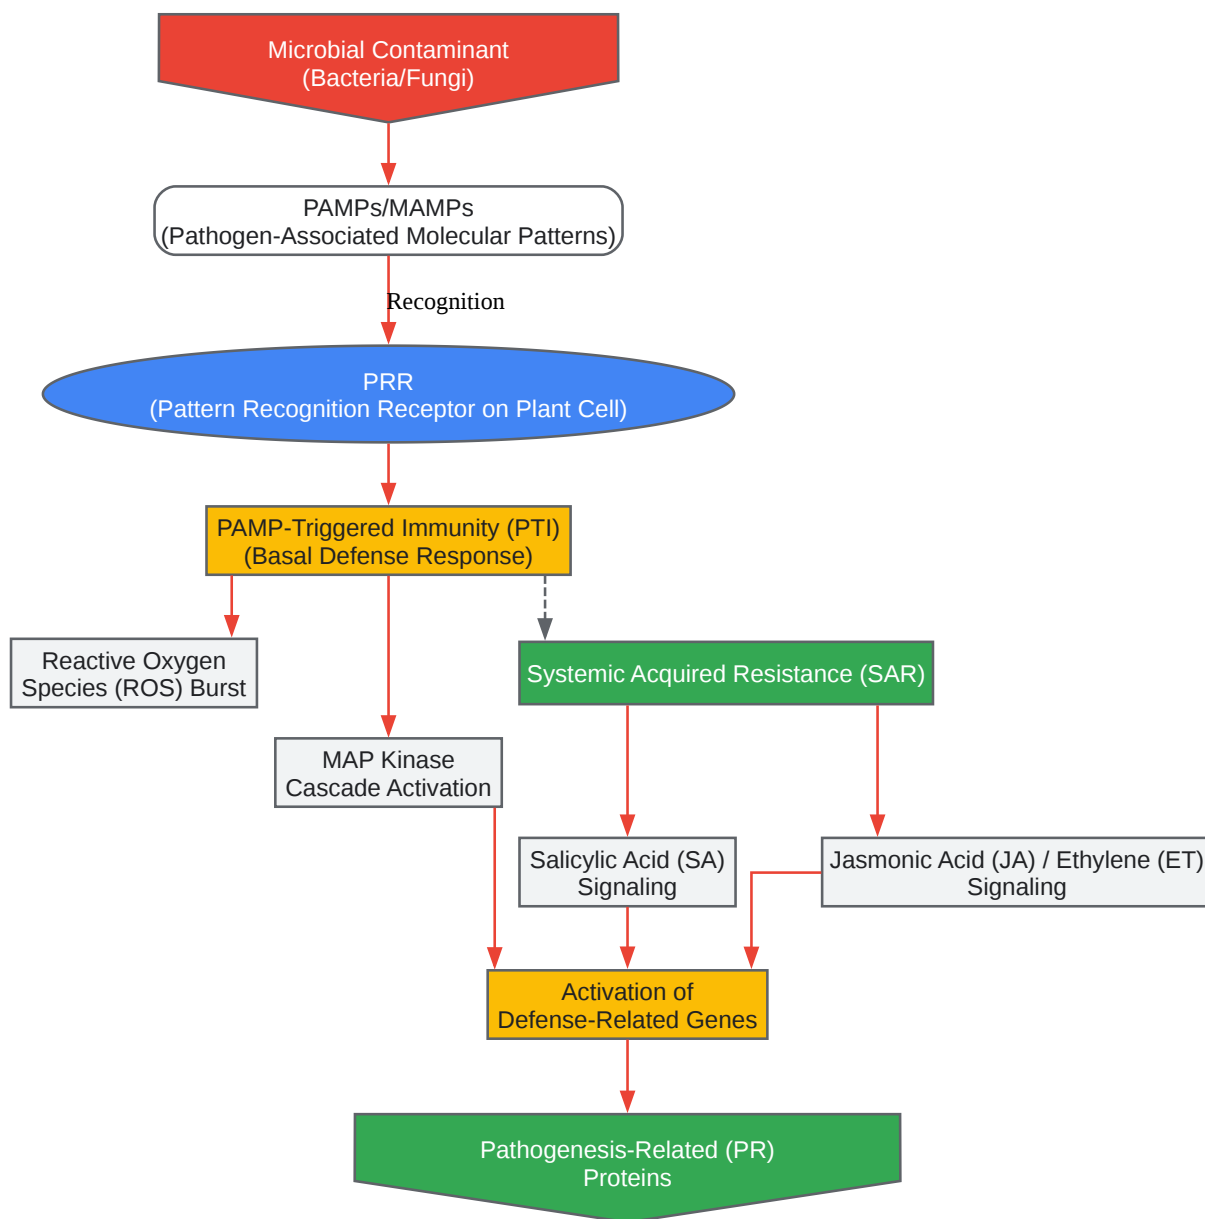 Microbial Contaminant
(Bacteria/Fungi)
PAMPs/MAMPs
(Pathogen-Associated Molecular Patterns)
Recognition
PRR
(Pattern Recognition Receptor on Plant Cell)
PAMP-Triggered Immunity (PTI)
(Basal Defense Response)
Reactive Oxygen
Species (ROS) Burst
Systemic Acquired Resistance (SAR)
MAP Kinase
Cascade Activation
Salicylic Acid (SA)
Signaling
Jasmonic Acid (JA) / Ethylene (ET)
Signaling
Activation of
Defense-Related Genes
Pathogenesis-Related (PR)
Proteins